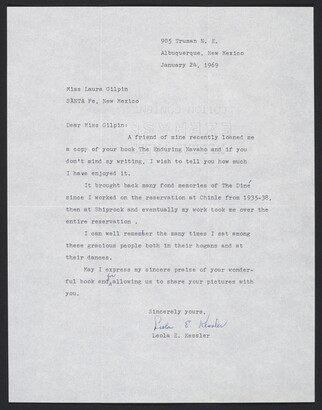 905 Truman N. E.
Albuquerque, New Mexico
January 24, 1969
Miss Laura Gilpin
SANTA Fe, New Mexico
Dear Miss Gilpin:
A friend of mine recently loaned me
a copy of your book The Enduring Navaho and if you
don't mind my writing, I wish to tell you how much
I have enjoyed it.
It brought back many fond memories of The Diné
since I worked on the reservation at Chinle from 1935-38,
then at Shiprock and eventually my work took me over the
entire reservation .
I can well remember the many times I sat among
these gracious people both in their hogans and at
their dances.
May I express my sincere praise of your wonder-
ful book and for allowing us to share your pictures with
you.
Sincerely yours,
Leola E Kessler
Leola E. Kessler